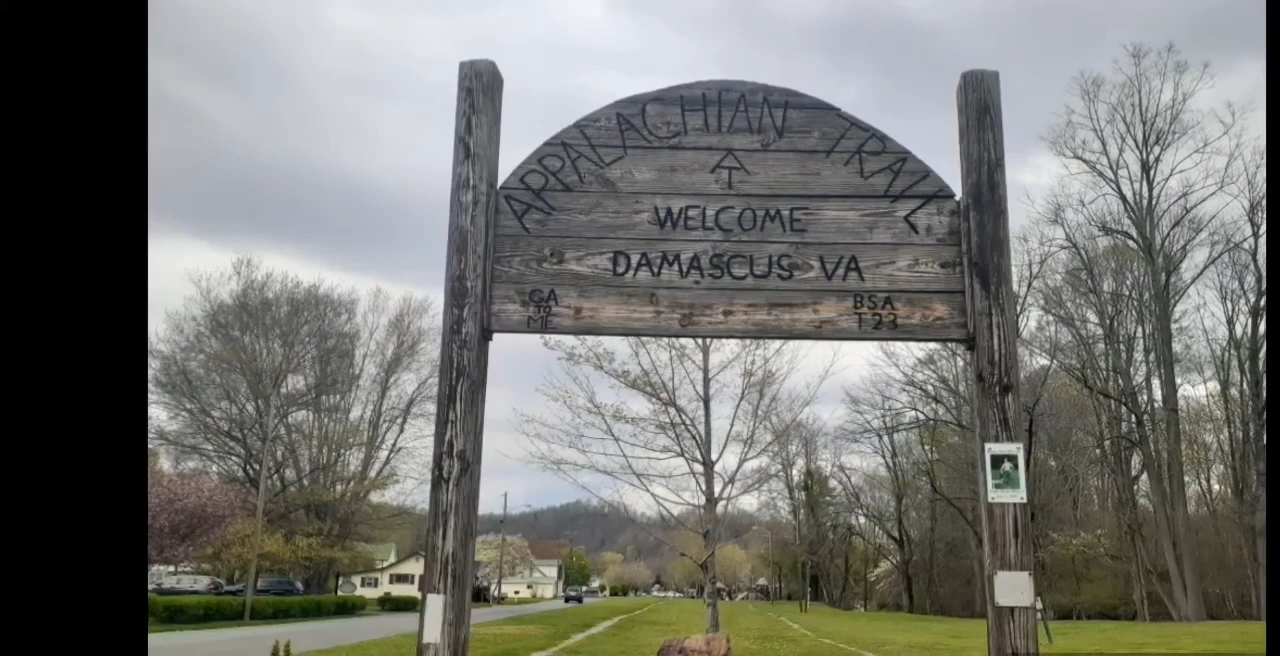 APPALACHIAN TRAIL
WELCOME
DAMASCUS VA
GA
TO
ME
BSA
T23